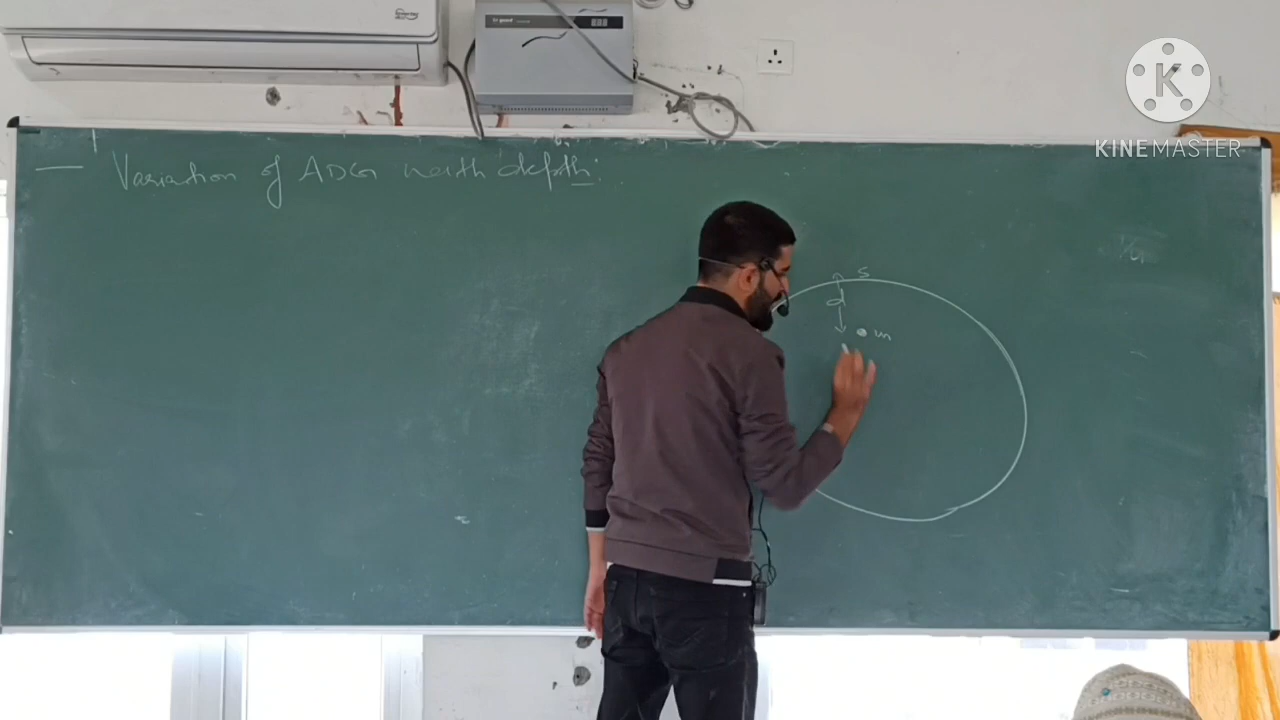 — Variation of ADG with depth:
S
d
m
KINEMASTER
K